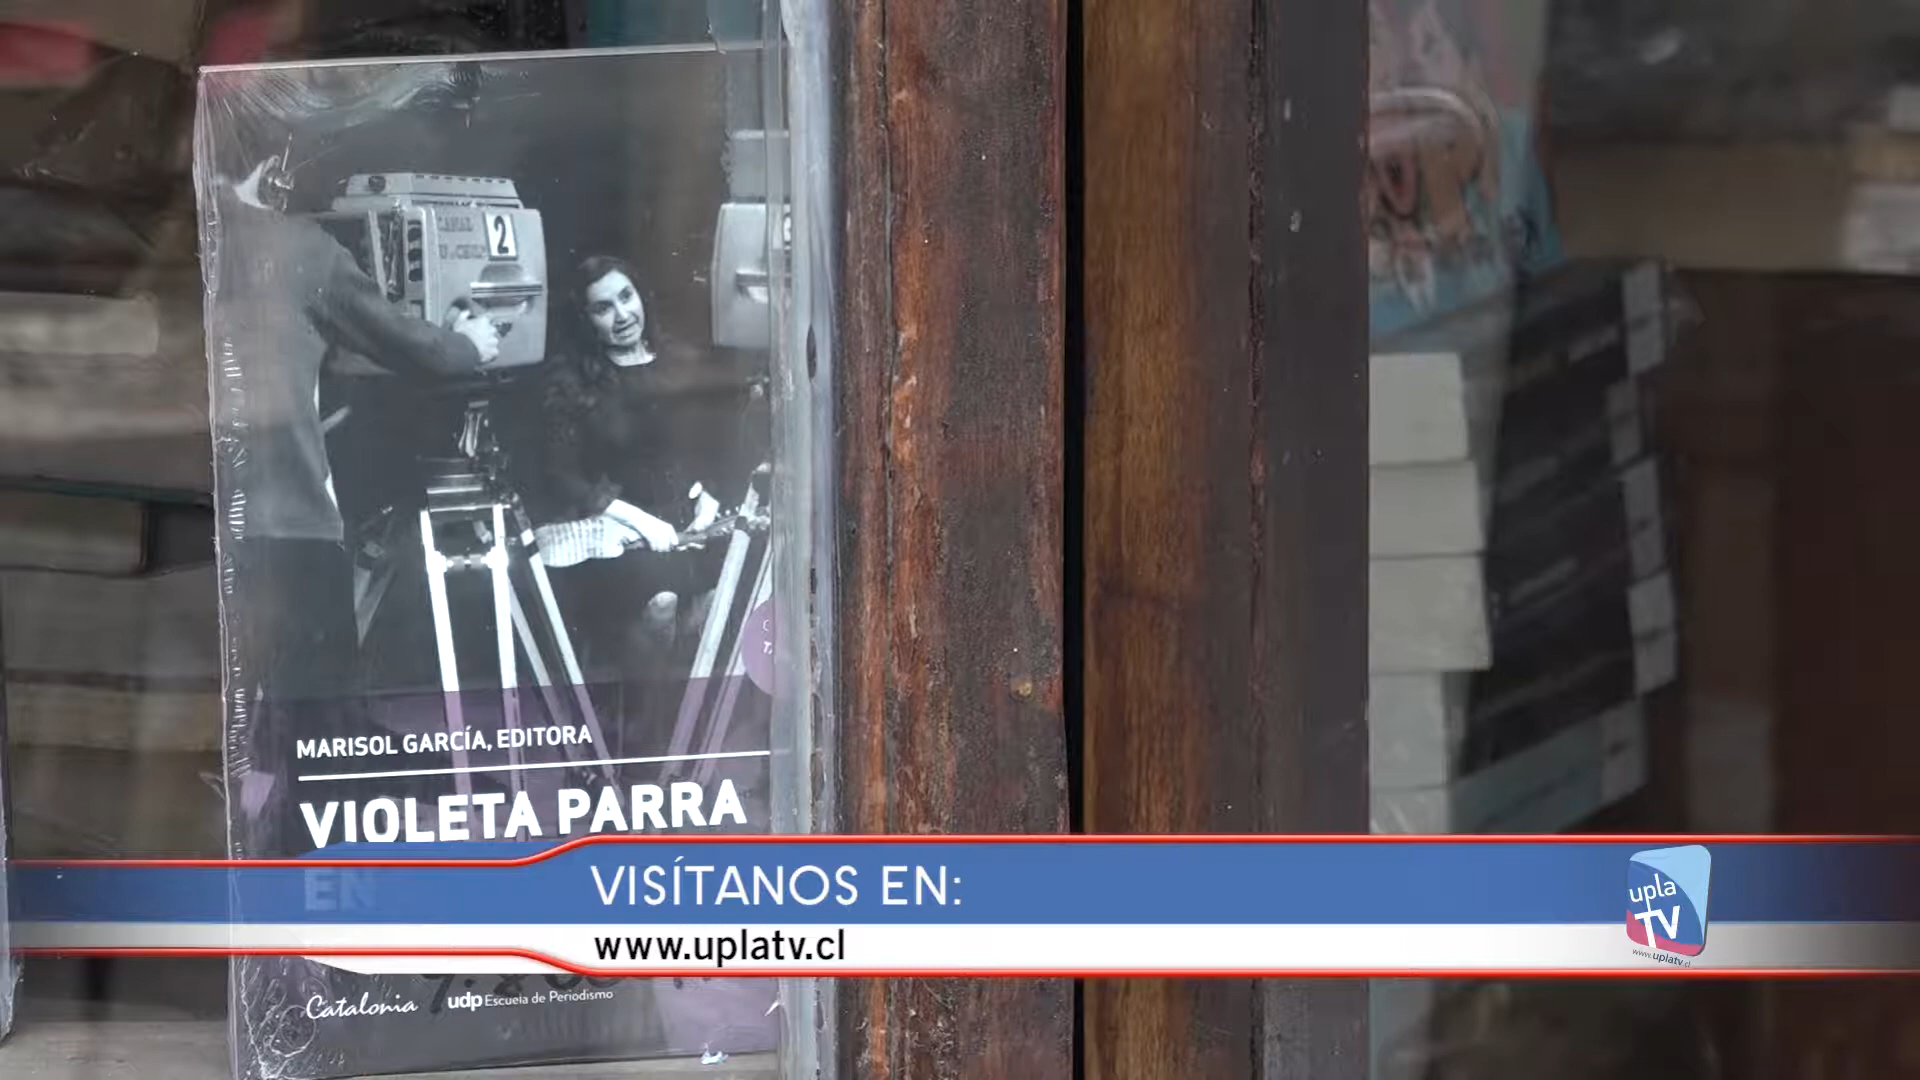 CANAL
2
MARISOL GARCÍA, EDITORA
VIOLETA PARRA
EN
VISÍTANOS EN:
www.uplatv.cl
upla
TV
www.uplatv.cl
Catalonia
udp Escuela de Periodismo